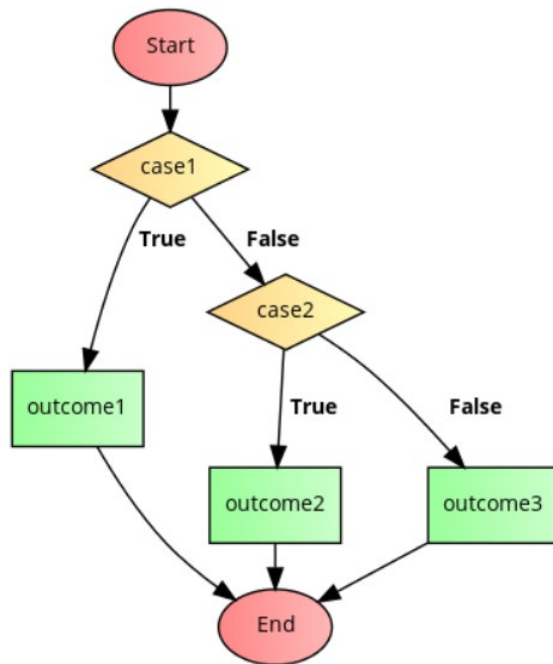 Start
case1
True
False
case2
outcome1
True
False
outcome2
outcome3
End